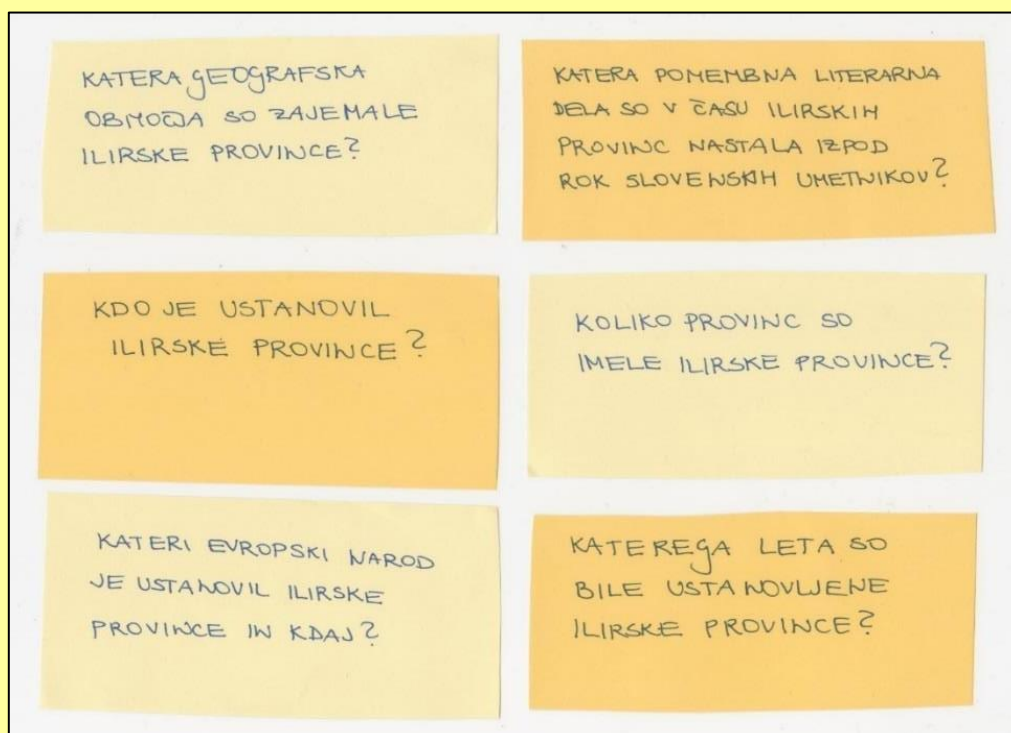 KATERA GEOGRAFSKA
OBMOČJA SO ZAJEMALE
ILIRSKE PROVINCE?
KATERA POMEMBNA LITERARNA
DELA SO V ČASU ILIRSKIH
PROVINC NASTALA IZPOD
ROK SLOVENSKIH UMETNIKOV?
KDO JE USTANOVIL
ILIRSKE PROVINCE?
KOLIKO PROVINC SO
IMELE ILIRSKE PROVINCE?
KATERI EVROPSKI NAROD
JE USTANOVIL ILIRSKE
PROVINCE IN KDAJ?
KATEREGA LETA SO
BILE USTANOVLJENE
ILIRSKE PROVINCE?